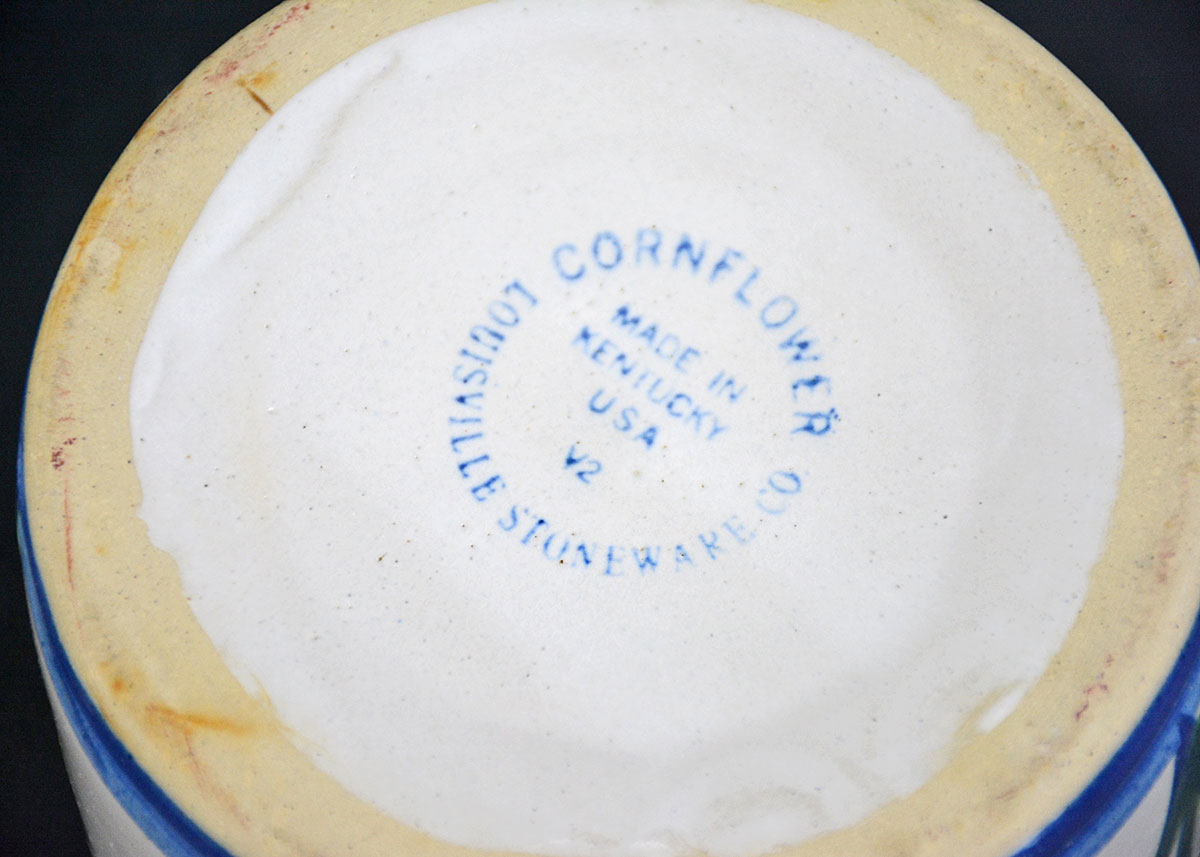 CORNFLOWER
MADE IN
KENTUCKY
USA
V2
LOUISVILLE STONEWARE CO